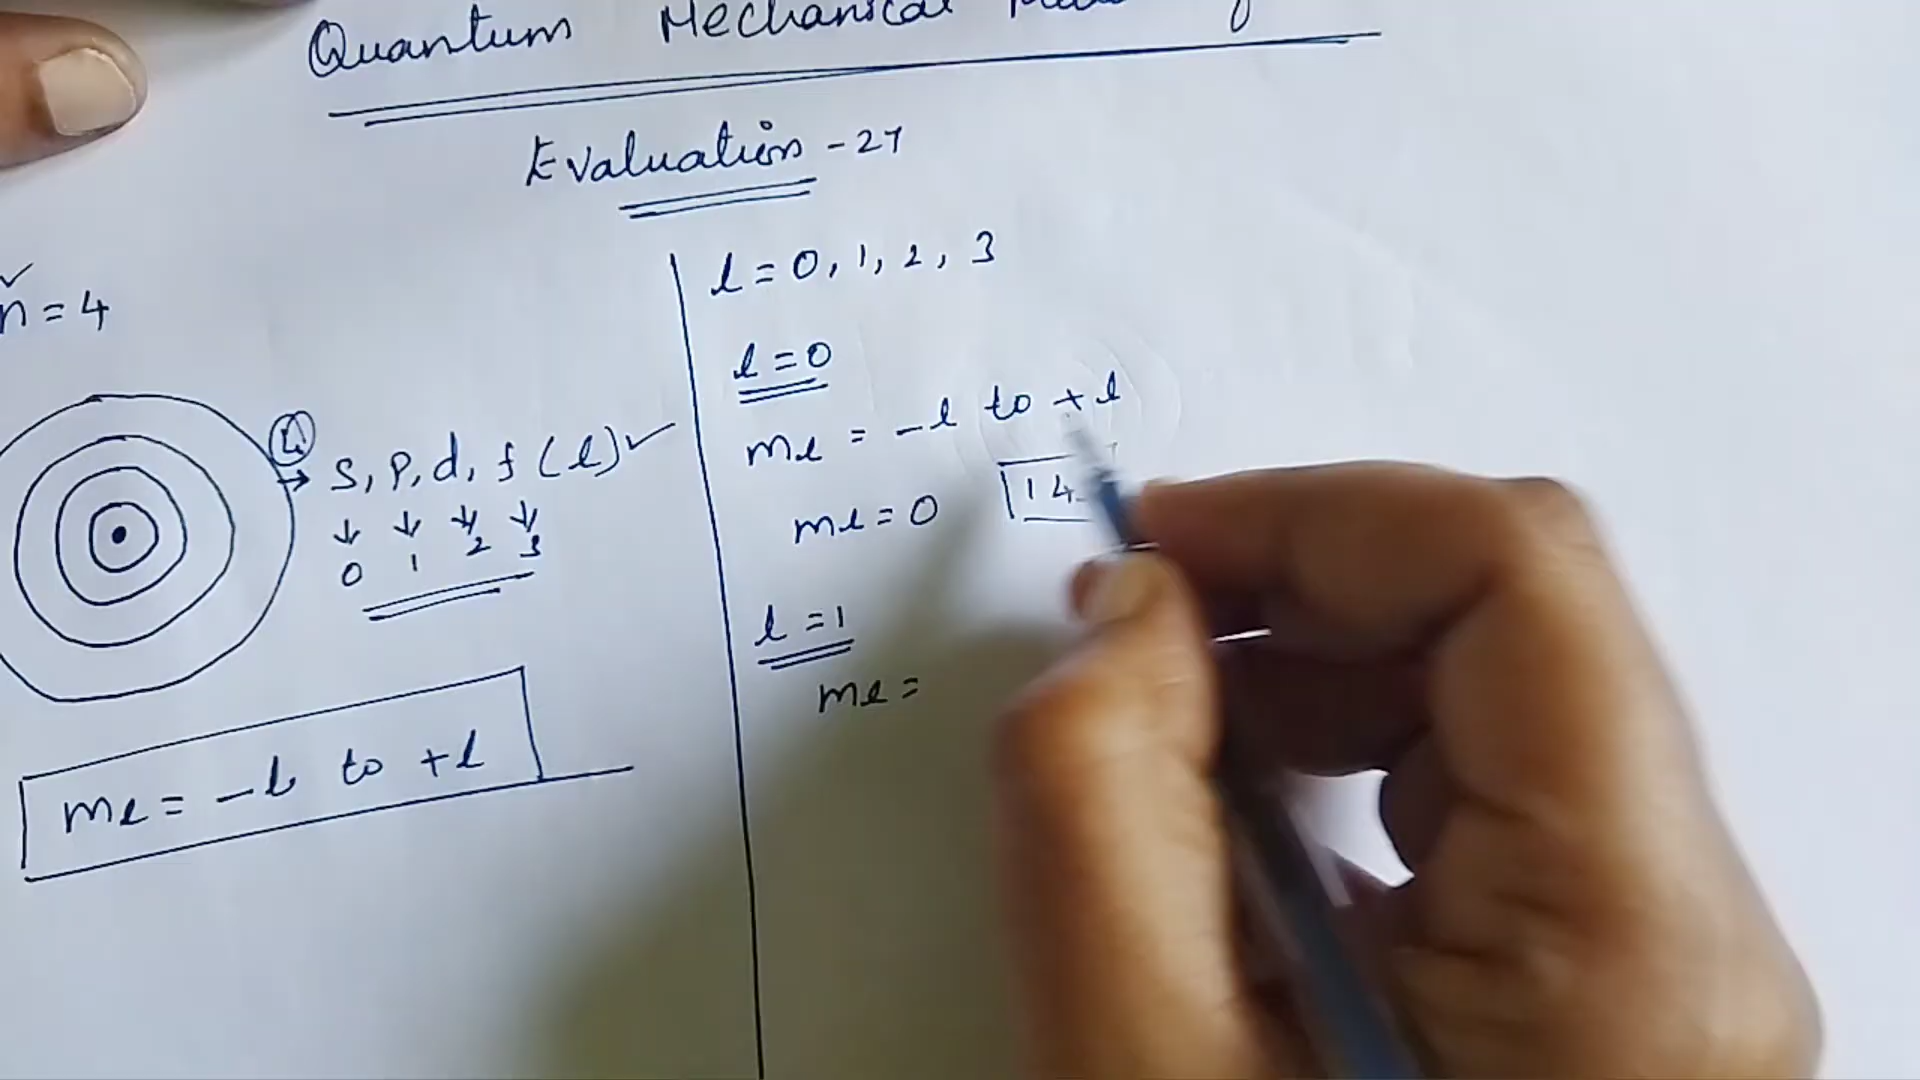 Quantum Mechanical
Evaluation - 27
n = 4
4
→ s, p, d, f (l) ✓
↓ ↓ ↓ ↓
0 1 2 3
ml = -l to +l
l = 0, 1, 2, 3
l = 0
ml = -l to +l
ml = 0
l = 1
ml =